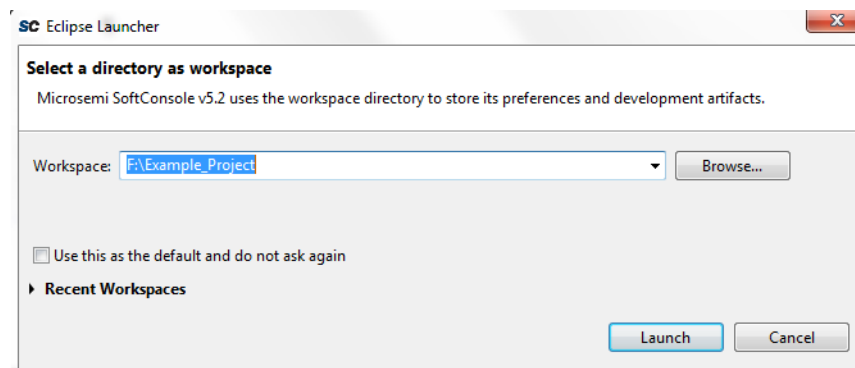 SC Eclipse Launcher
X
Select a directory as workspace
Microsemi SoftConsole v5.2 uses the workspace directory to store its preferences and development artifacts.
Workspace: F:\Example_Project Browse...
Use this as the default and do not ask again
Recent Workspaces
Launch Cancel